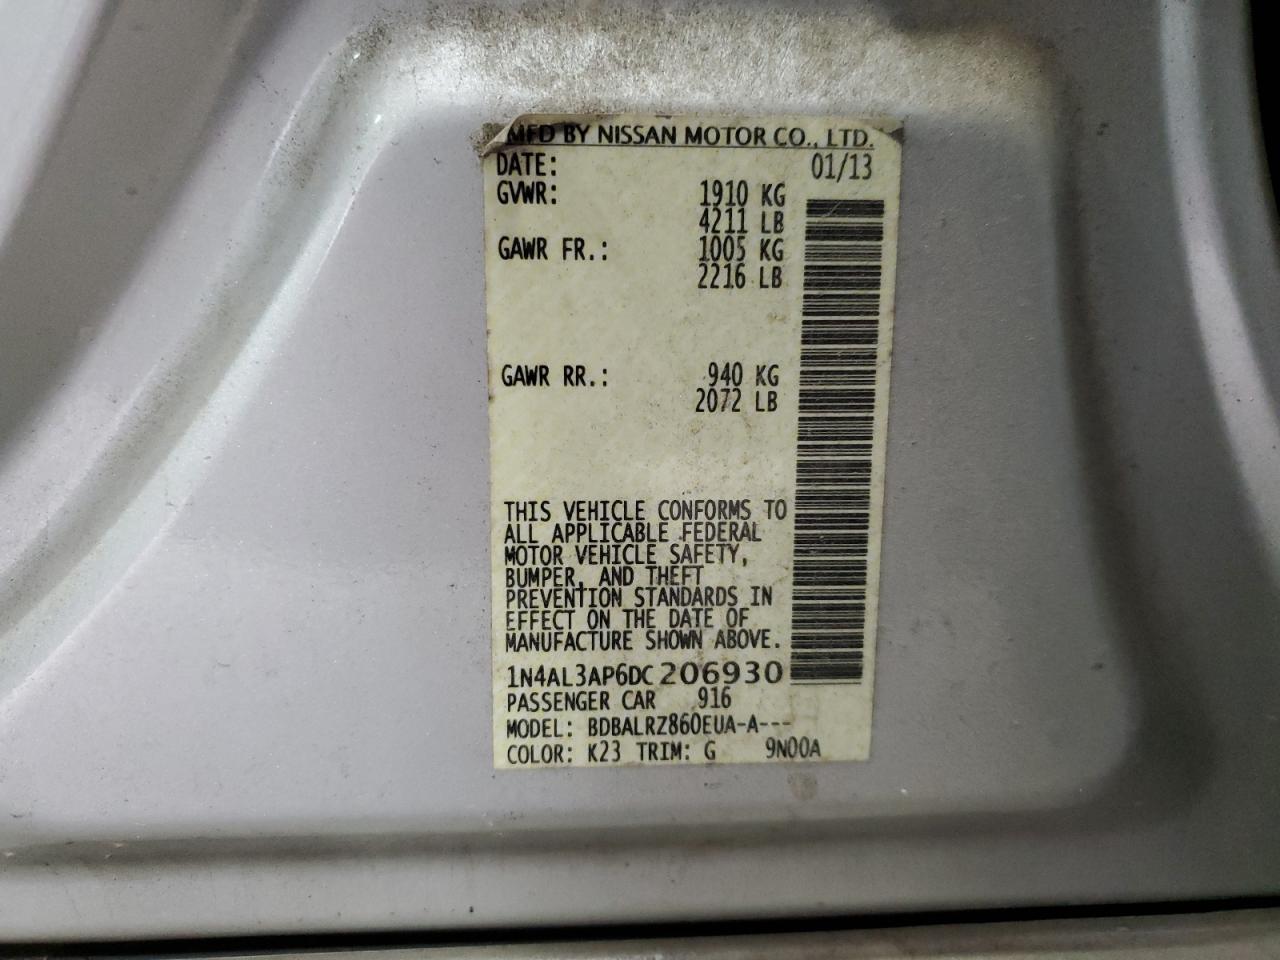 MFD BY NISSAN MOTOR CO., LTD.
DATE: 01/13
GVWR: 1910 KG
4211 LB
GAWR FR.: 1005 KG
2216 LB
GAWR RR.: 940 KG
2072 LB
THIS VEHICLE CONFORMS TO
ALL APPLICABLE FEDERAL
MOTOR VEHICLE SAFETY,
BUMPER, AND THEFT
PREVENTION STANDARDS IN
EFFECT ON THE DATE OF
MANUFACTURE SHOWN ABOVE.
1N4AL3AP6DC206930
PASSENGER CAR 916
MODEL: BDBALRZ860EUA-A---
COLOR: K23 TRIM: G 9N00A